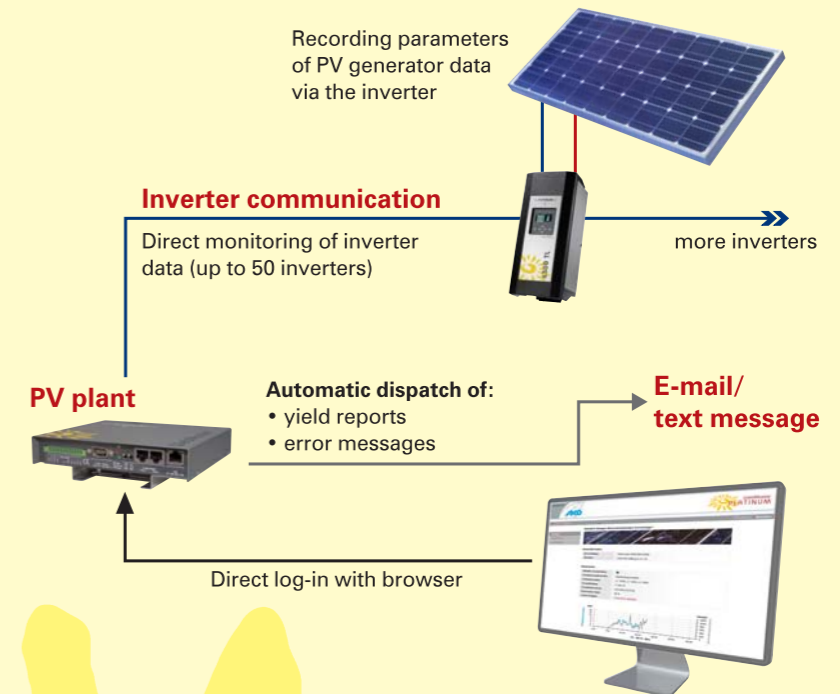 Recording parameters
of PV generator data
via the inverter
Inverter communication
Direct monitoring of inverter
data (up to 50 inverters)
more inverters
PV plant
Automatic dispatch of:
• yield reports
• error messages
E-mail/
text message
PLATINUM
Direct log-in with browser